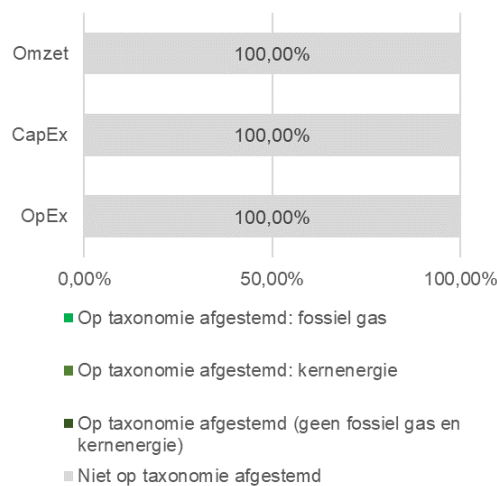 Omzet 100,00%
CapEx 100,00%
OpEx 100,00%
0,00% 50,00% 100,00%
Op taxonomie afgestemd: fossiel gas
Op taxonomie afgestemd: kernenergie
Op taxonomie afgestemd (geen fossiel gas en
kernenergie)
Niet op taxonomie afgestemd